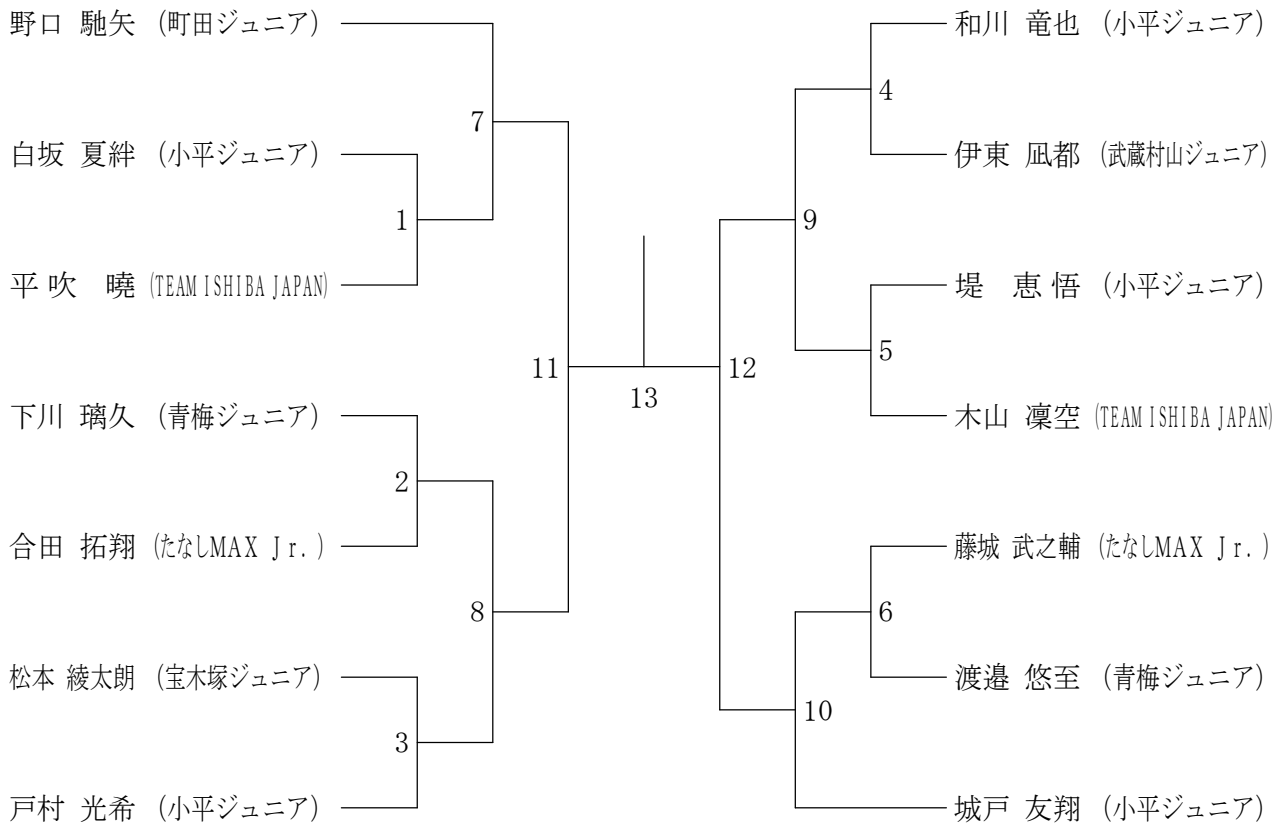 野口 馳矢 (町田ジュニア)
白坂 夏絆 (小平ジュニア)
平吹 曉 (TEAM ISHIBA JAPAN)
下川 璃久 (青梅ジュニア)
合田 拓翔 (たなしMAX Jr.)
松本 綾太朗 (宝木塚ジュニア)
戸村 光希 (小平ジュニア)
1
2
3
7
8
11
13
12
9
10
4
5
6
和川 竜也 (小平ジュニア)
伊東 凪都 (武蔵村山ジュニア)
堤 恵悟 (小平ジュニア)
木山 凜空 (TEAM ISHIBA JAPAN)
藤城 武之輔 (たなしMAX Jr.)
渡邉 悠至 (青梅ジュニア)
城戸 友翔 (小平ジュニア)